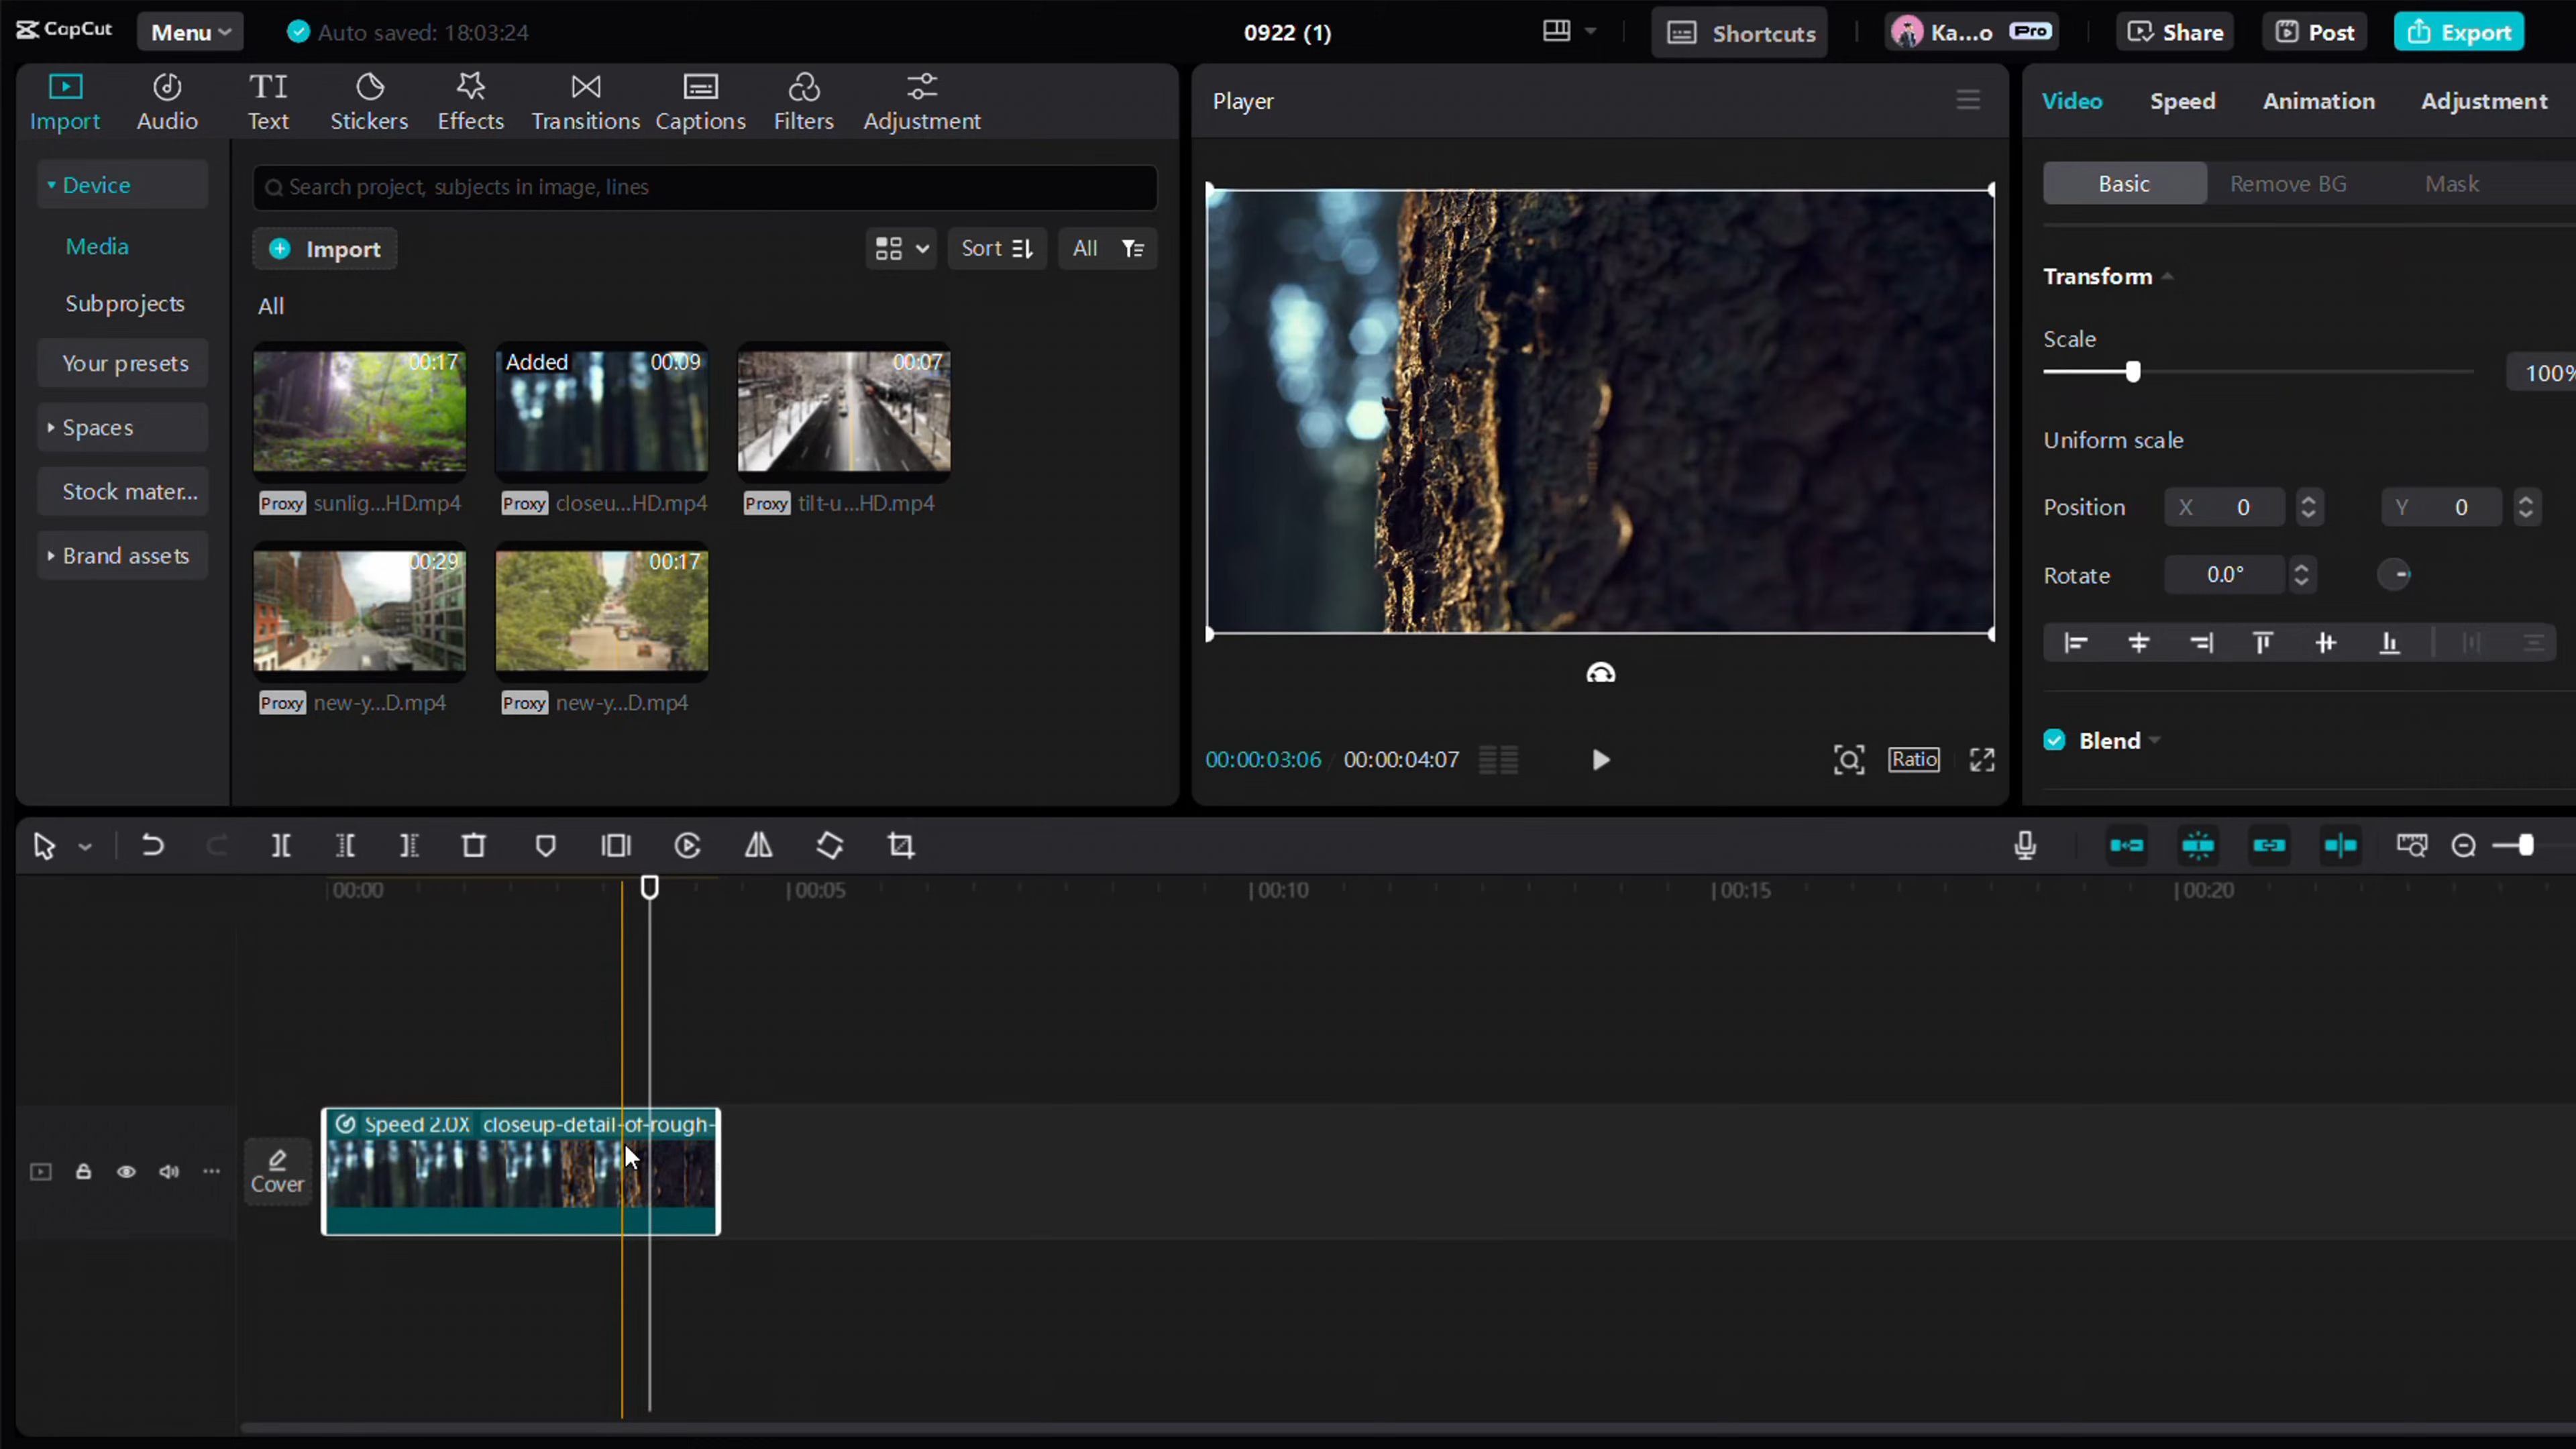 CapCut
Menu
Auto saved: 18:03:24
0922 (1)
Shortcuts
Ka...o
Pro
Share
Post
Export
Import
Audio
TI
Text
Stickers
Effects
Transitions
Captions
Filters
Adjustment
Device
Media
Subprojects
Your presets
Spaces
Stock mater...
Brand assets
Search project, subjects in image, lines
Import
Sort
All
All
00:17
Added
00:09
00:07
Proxy sunlig...HD.mp4
Proxy closeu...HD.mp4
Proxy tilt-u...HD.mp4
00:29
00:17
Proxy new-y...D.mp4
Proxy new-y...D.mp4
Player
00:00:03:06 / 00:00:04:07
Ratio
Video
Speed
Animation
Adjustment
Basic
Remove BG
Mask
Transform
Scale
100%
Uniform scale
Position
X 0
Y 0
Rotate
0.0°
Blend
00:00
00:05
00:10
00:15
00:20
Cover
Speed 2.0X closeup-detail-of-rough-